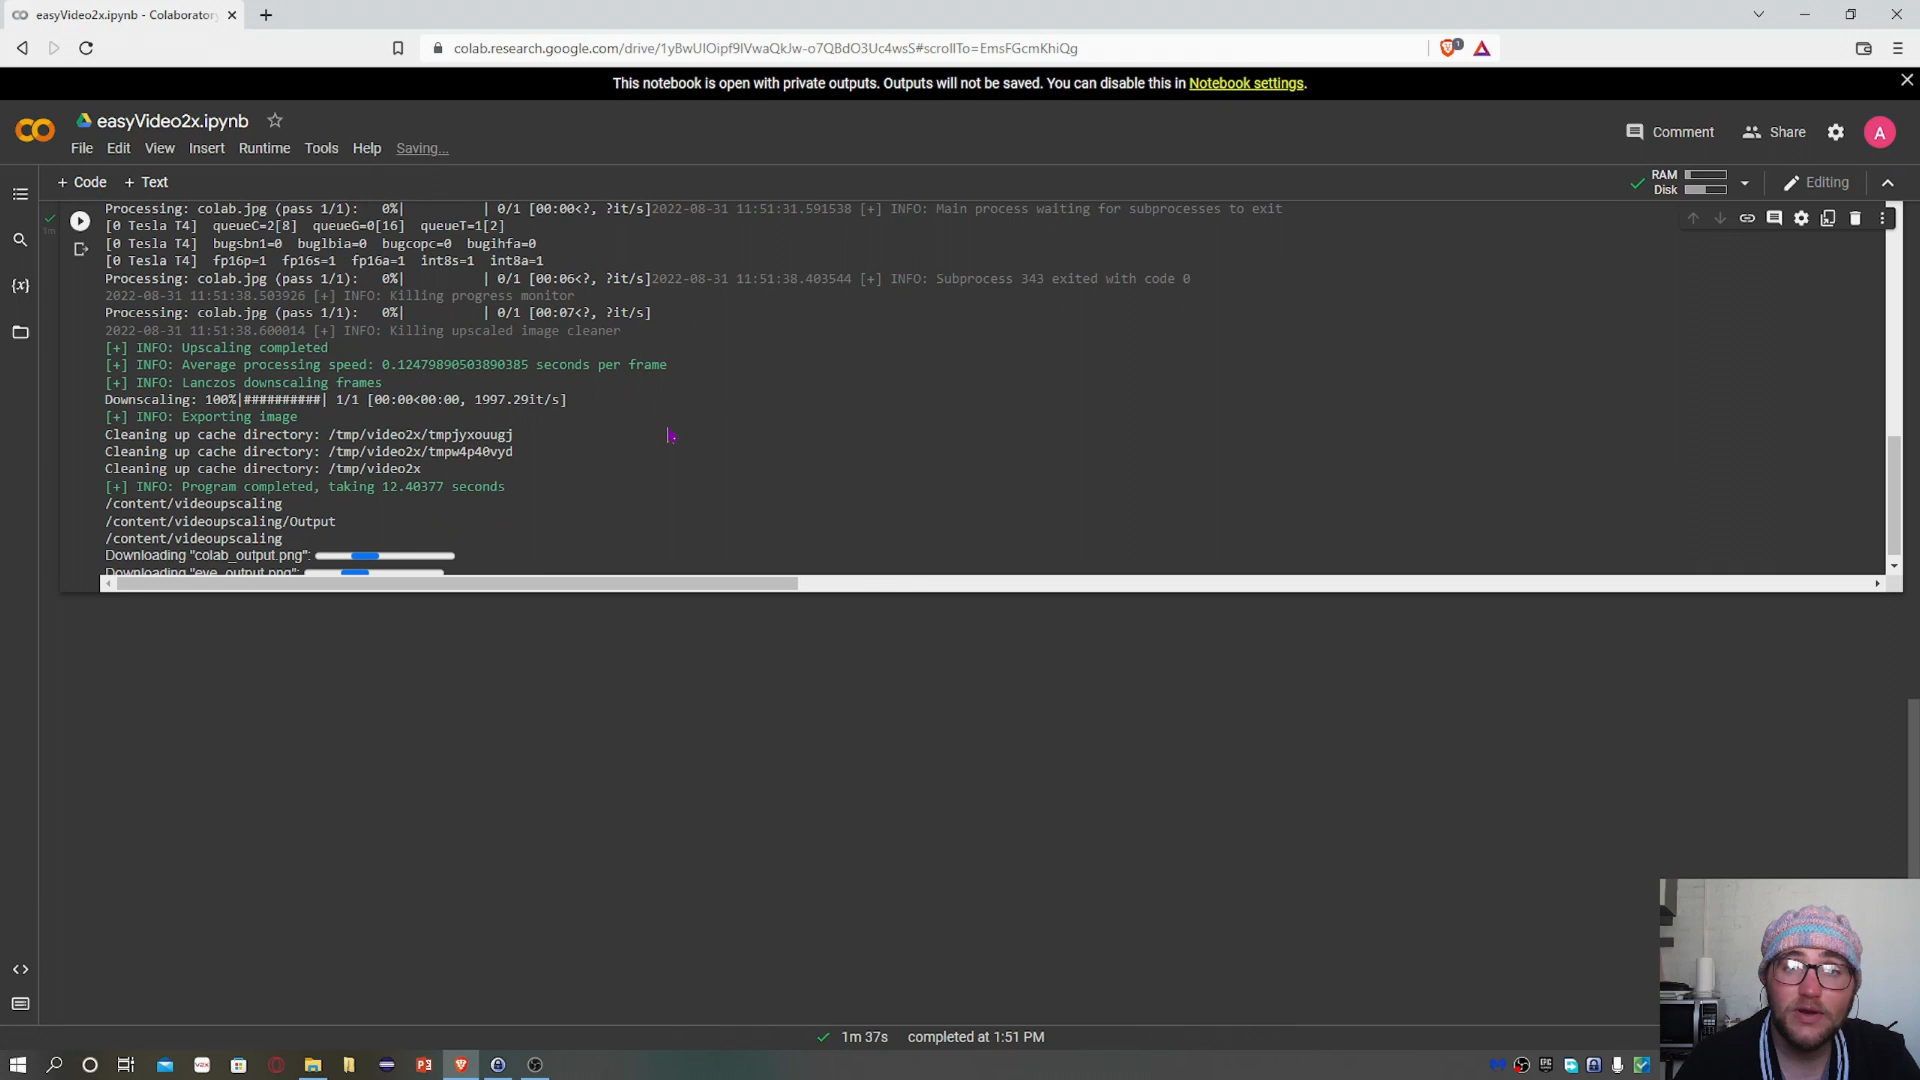 easyVideo2x.ipynb - Colaboratory
colab.research.google.com/drive/1yBwUIOipf9IVwaQkJw-o7QBdO3Uc4wsS#scrollTo=EmsFGcmKhiQg
1
This notebook is open with private outputs. Outputs will not be saved. You can disable this in Notebook settings.
easyVideo2x.ipynb
File Edit View Insert Runtime Tools Help Saving...
Comment Share A
+ Code + Text
RAM
Disk
Editing
Processing: colab.jpg (pass 1/1):   0%|          | 0/1 [00:00<?, ?it/s]2022-08-31 11:51:31.591538 [+] INFO: Main process waiting for subprocesses to exit
[0 Tesla T4]  queueC=2[8]  queueG=0[16]  queueT=1[2]
[0 Tesla T4]  bugsbn1=0  buglbia=0  bugcopc=0  bugihfa=0
[0 Tesla T4]  fp16p=1  fp16s=1  fp16a=1  int8s=1  int8a=1
Processing: colab.jpg (pass 1/1):   0%|          | 0/1 [00:06<?, ?it/s]2022-08-31 11:51:38.403544 [+] INFO: Subprocess 343 exited with code 0
2022-08-31 11:51:38.503926 [+] INFO: Killing progress monitor
Processing: colab.jpg (pass 1/1):   0%|          | 0/1 [00:07<?, ?it/s]
2022-08-31 11:51:38.600014 [+] INFO: Killing upscaled image cleaner
[+] INFO: Upscaling completed
[+] INFO: Average processing speed: 0.12479890503890385 seconds per frame
[+] INFO: Lanczos downscaling frames
Downscaling: 100%|##########| 1/1 [00:00<00:00, 1997.29it/s]
[+] INFO: Exporting image
Cleaning up cache directory: /tmp/video2x/tmpjyxouugj
Cleaning up cache directory: /tmp/video2x/tmpw4p40vyd
Cleaning up cache directory: /tmp/video2x
[+] INFO: Program completed, taking 12.40377 seconds
/content/videoupscaling
/content/videoupscaling/Output
/content/videoupscaling
Downloading "colab_output.png":
Downloading "eye_output.png":
1m
{x}
1m 37s completed at 1:51 PM